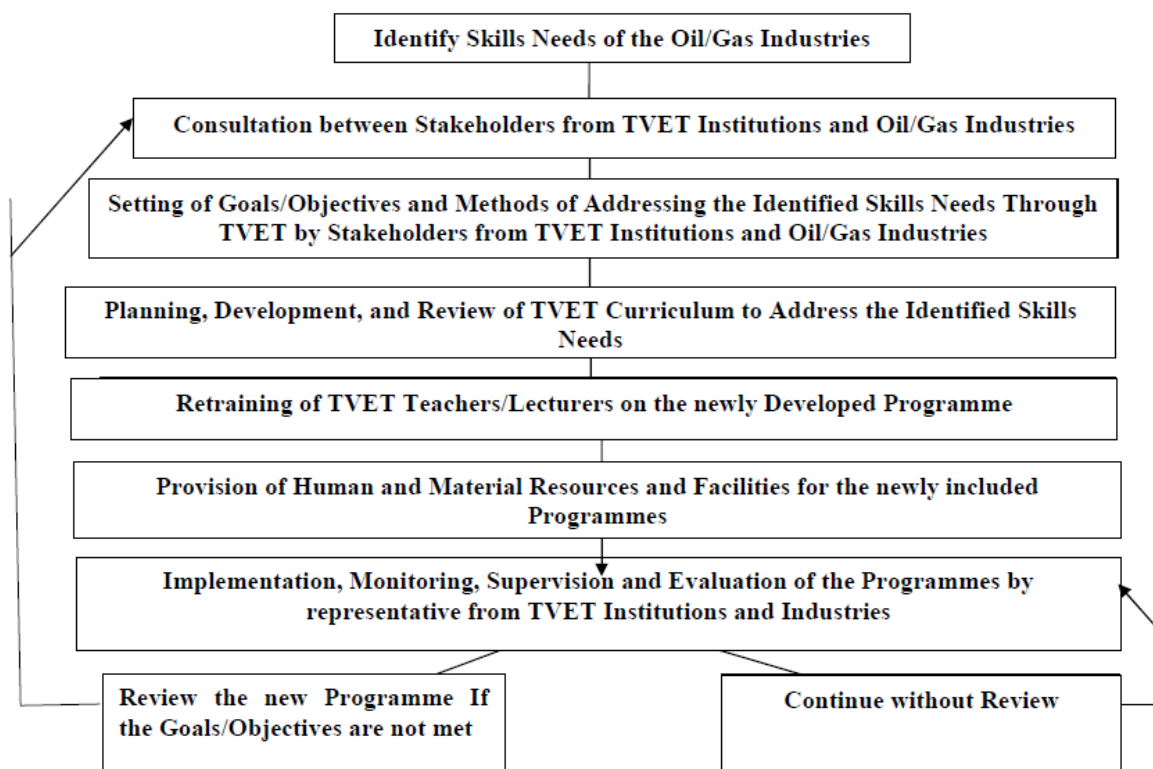 Identify Skills Needs of the Oil/Gas Industries
Consultation between Stakeholders from TVET Institutions and Oil/Gas Industries
Setting of Goals/Objectives and Methods of Addressing the Identified Skills Needs Through
TVET by Stakeholders from TVET Institutions and Oil/Gas Industries
Planning, Development, and Review of TVET Curriculum to Address the Identified Skills
Needs
Retraining of TVET Teachers/Lecturers on the newly Developed Programme
Provision of Human and Material Resources and Facilities for the newly included
Programmes
Implementation, Monitoring, Supervision and Evaluation of the Programmes by
representative from TVET Institutions and Industries
Review the new Programme If
the Goals/Objectives are not met
Continue without Review